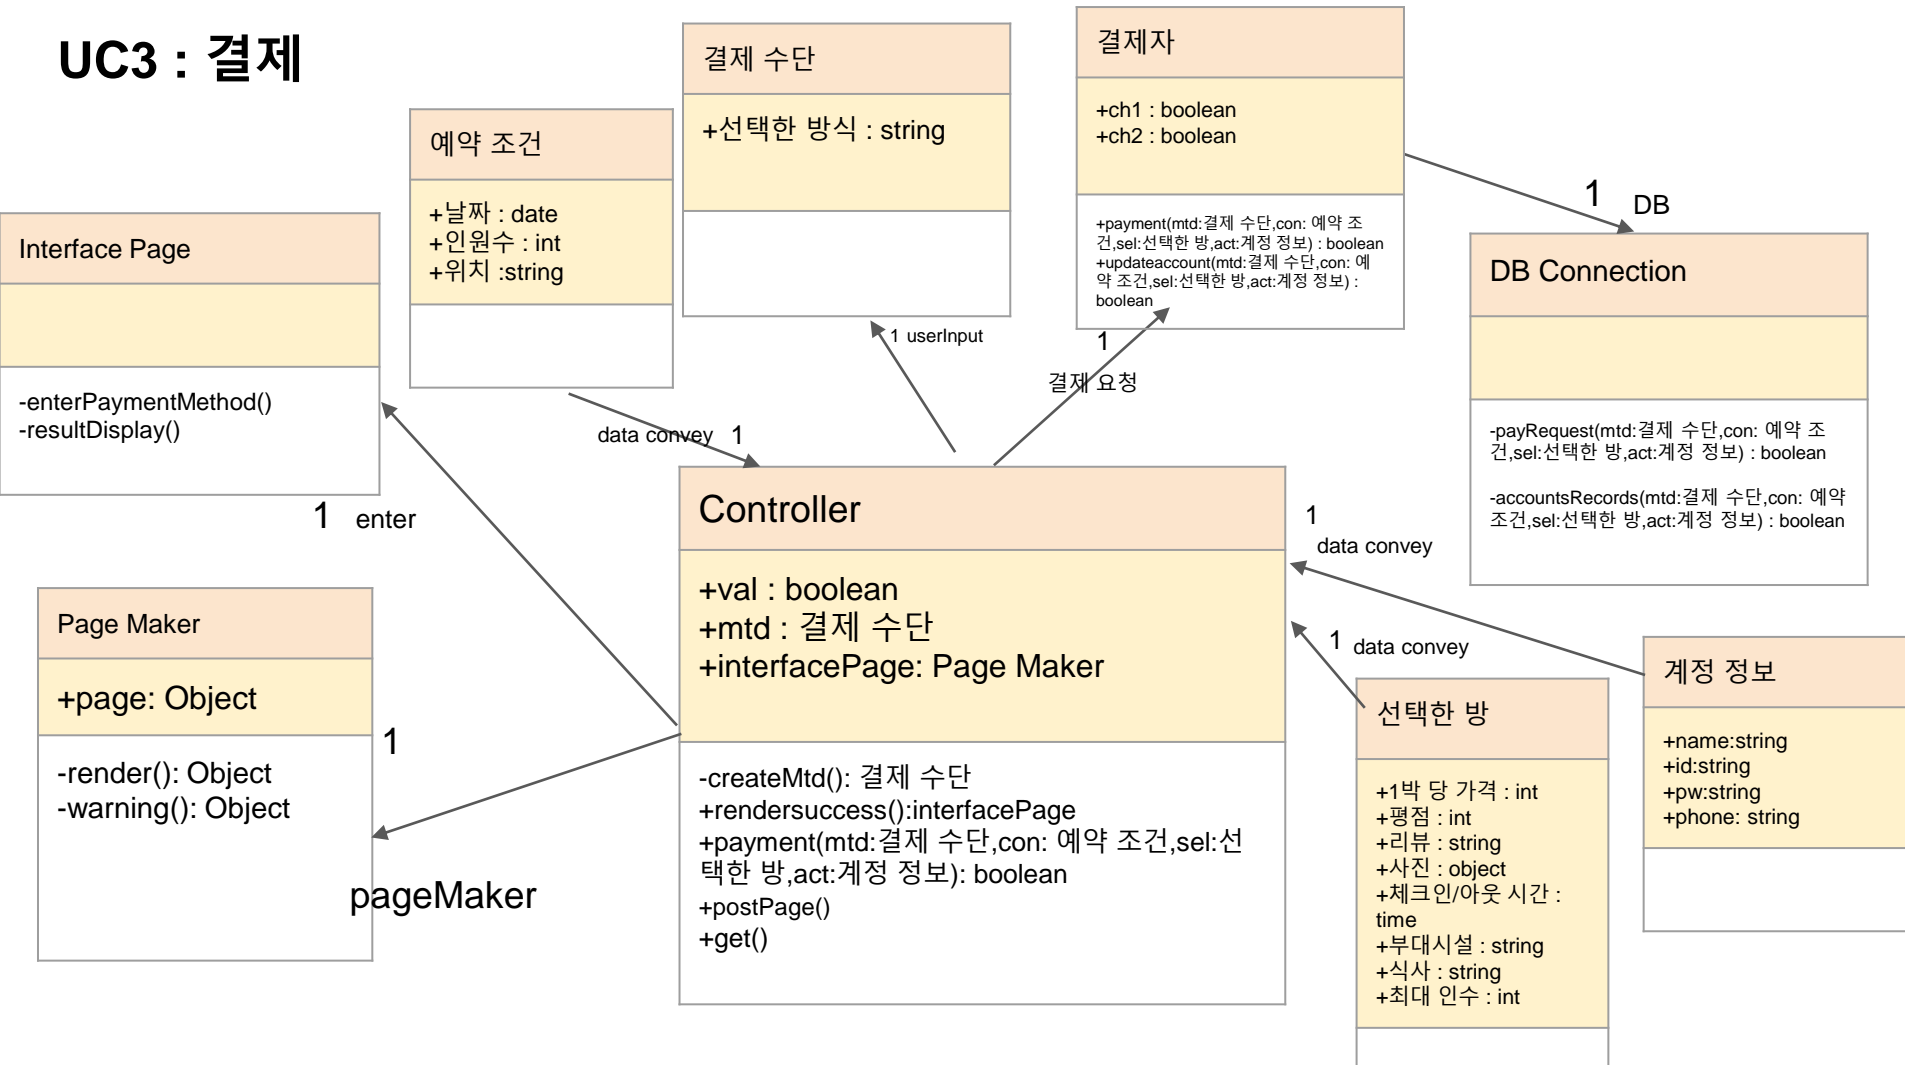 UC3 : 결제
예약 조건
+날짜 : date
+인원수 : int
+위치 :string
결제 수단
+선택한 방식 : string
결제자
+ch1 : boolean
+ch2 : boolean
+payment(mtd:결제 수단,con: 예약 조
건,sel:선택한 방,act:계정 정보) : boolean
+updateaccount(mtd:결제 수단,con: 예
약 조건,sel:선택한 방,act:계정 정보) :
boolean
1
DB
DB Connection
-payRequest(mtd:결제 수단,con: 예약 조
건,sel:선택한 방,act:계정 정보) : boolean
-accountsRecords(mtd:결제 수단,con: 예약
조건,sel:선택한 방,act:계정 정보) : boolean
Interface Page
-enterPaymentMethod()
-resultDisplay()
1 userInput
1
결제 요청
data convey 1
1 enter
Controller
+val : boolean
+mtd : 결제 수단
+interfacePage: Page Maker
-createMtd(): 결제 수단
+rendersuccess():interfacePage
+payment(mtd:결제 수단,con: 예약 조건,sel:선
택한 방,act:계정 정보): boolean
+postPage()
+get()
1
data convey
1 data convey
Page Maker
+page: Object
-render(): Object
-warning(): Object
1
pageMaker
선택한 방
+1박 당 가격 : int
+평점 : int
+리뷰 : string
+사진 : object
+체크인/아웃 시간 :
time
+부대시설 : string
+식사 : string
+최대 인수 : int
계정 정보
+name:string
+id:string
+pw:string
+phone: string